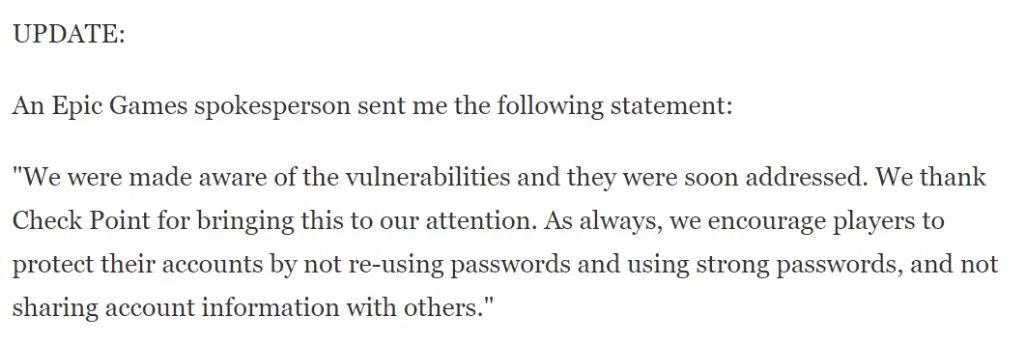 UPDATE:
An Epic Games spokesperson sent me the following statement:
"We were made aware of the vulnerabilities and they were soon addressed. We thank
Check Point for bringing this to our attention. As always, we encourage players to
protect their accounts by not re-using passwords and using strong passwords, and not
sharing account information with others."